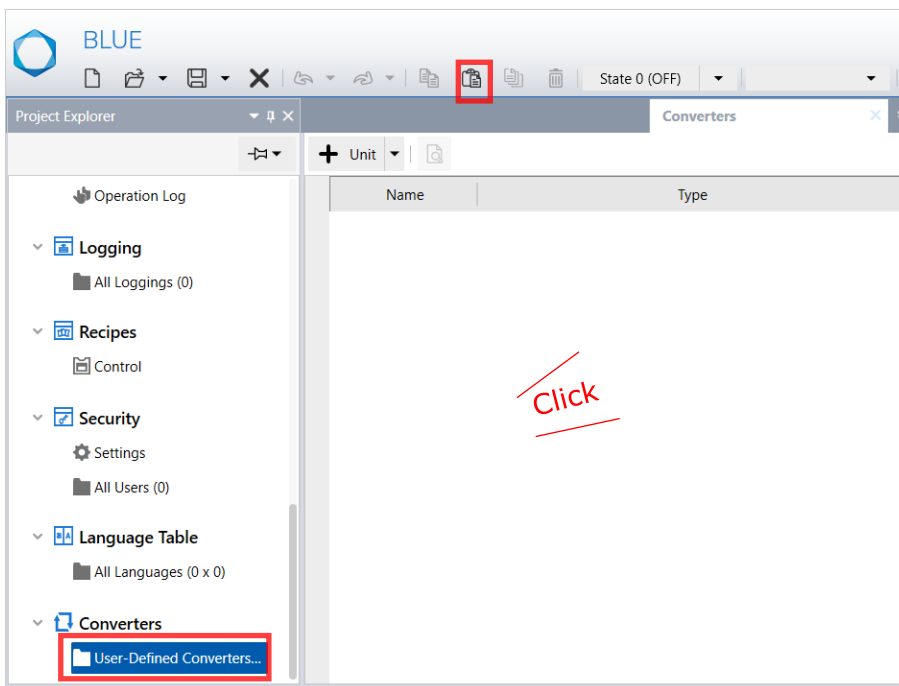 BLUE
State 0 (OFF)
Project Explorer
Converters
Unit
Name Type
Operation Log
Logging
All Loggings (0)
Recipes
Control
Click
Security
Settings
All Users (0)
Language Table
All Languages (0 x 0)
Converters
User-Defined Converters...